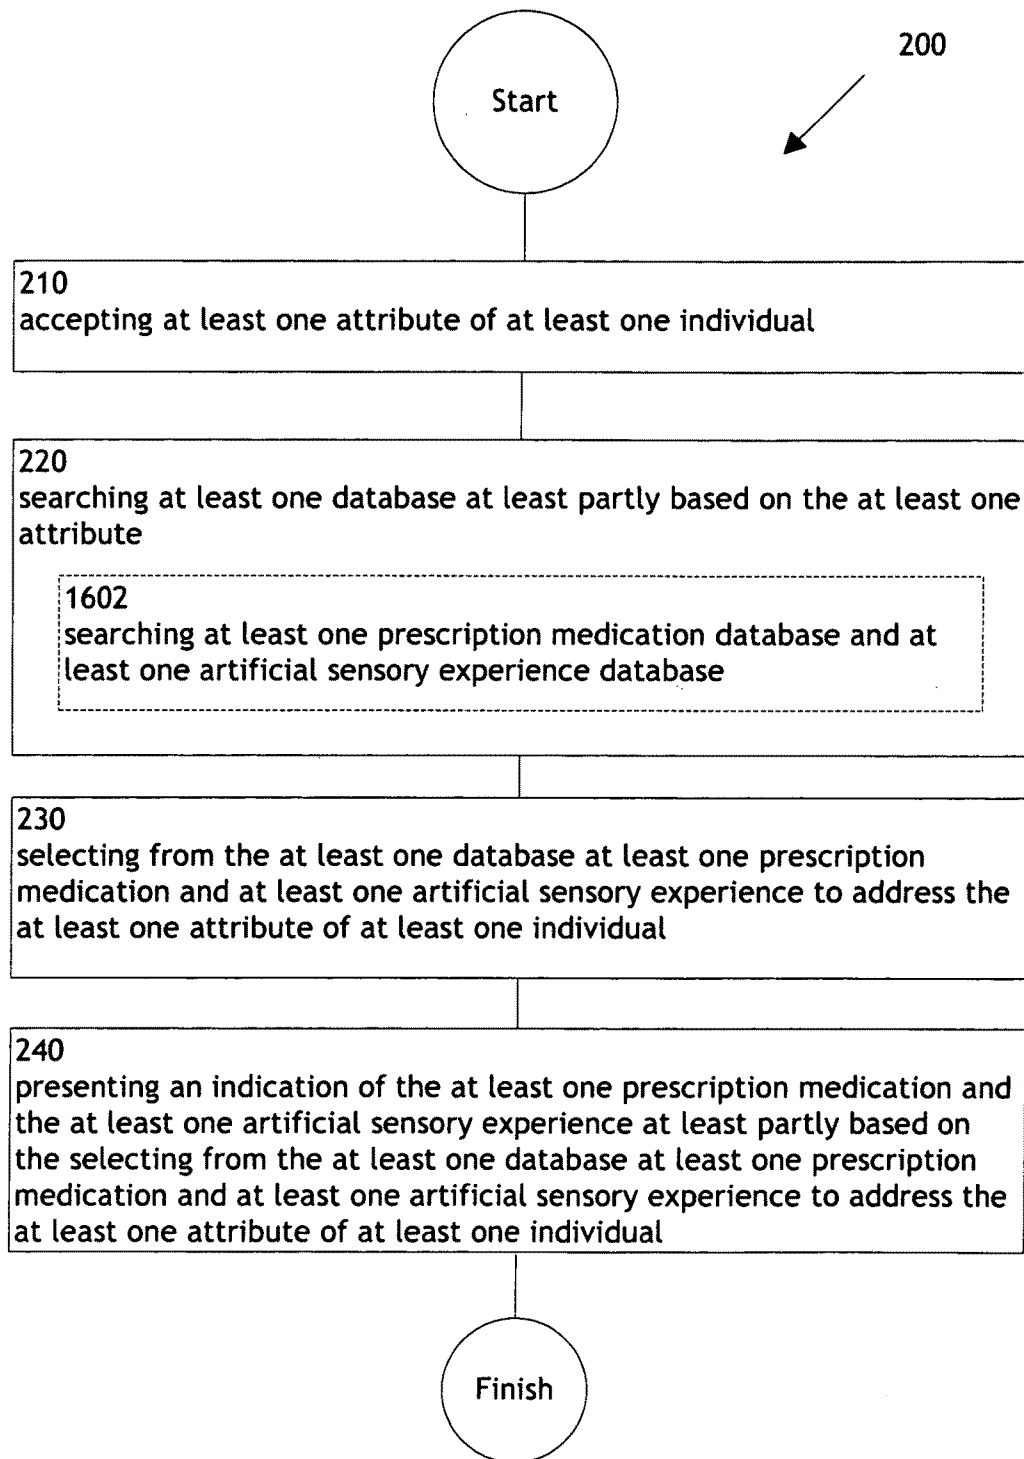 200
Start
210
accepting at least one attribute of at least one individual
220
searching at least one database at least partly based on the at least one
attribute
1602
searching at least one prescription medication database and at
least one artificial sensory experience database
230
selecting from the at least one database at least one prescription
medication and at least one artificial sensory experience to address the
at least one attribute of at least one individual
240
presenting an indication of the at least one prescription medication and
the at least one artificial sensory experience at least partly based on
the selecting from the at least one database at least one prescription
medication and at least one artificial sensory experience to address the
at least one attribute of at least one individual
Finish